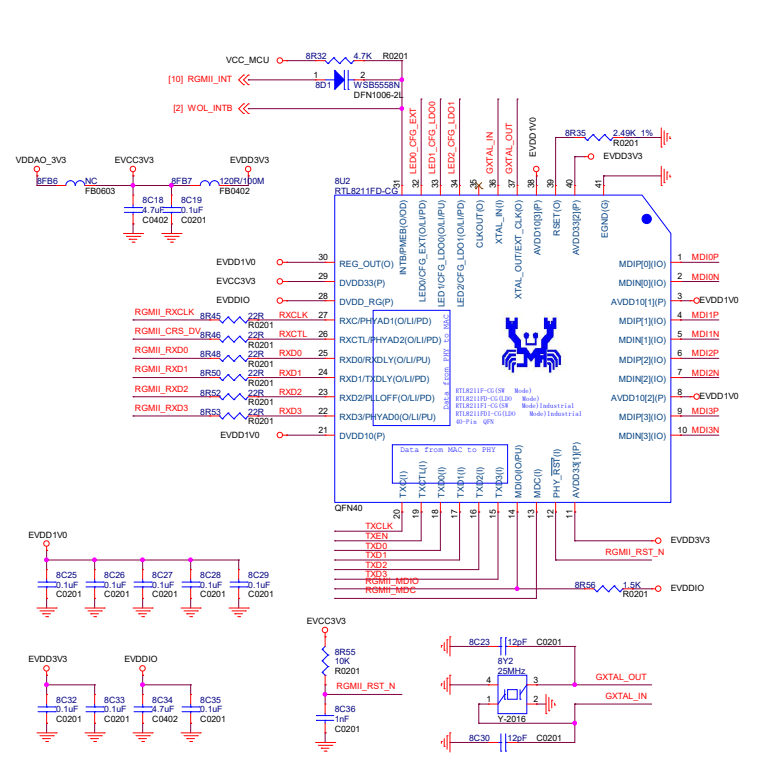 VCC_MCU 8R32 4.7K R0201
[10] RGMII_INT 1 2
8D1 WSB5558N
DFN1006-2L
[2] WOL_INTB
LED0_CFG_EXT
LED1_CFG_LDO0
LED2_CFG_LDO1
GXTAL_IN
GXTAL_OUT
EVDD1V0
8R35 2.49K 1%
R0201
EVDD3V3
VDDAO_3V3 EVCC3V3 EVDD3V3
8FB6 NC 8FB7 120R/100M
FB0603 FB0402
8C18 8C19
4.7uF 0.1uF
C0402 C0201
8U2
RTL8211FD-CG
31 32 33 34 35 36 37 38 39 40 41
INTB/PMEB(O/OD)
LED0/CFG_EXT(O/LI/PD)
LED1/CFG_LDO0(O/LI/PU)
LED2/CFG_LDO1(O/LI/PD)
CLKOUT(O)
XTAL_IN(I)
XTAL_OUT/EXT_CLK(O)
AVDD10[3](P)
RSET(O)
AVDD33[2](P)
EGND(G)
EVDD1V0 30 REG_OUT(O)
EVCC3V3 29 DVDD33(P)
EVDDIO 28 DVDD_RG(P)
RGMII_RXCLK 8R45 22R R0201 RXCLK 27 RXC/PHYAD1(O/LI/PD)
RGMII_CRS_DV 8R46 22R R0201 RXCTL 26 RXCTL/PHYAD2(O/LI/PD)
RGMII_RXD0 8R48 22R R0201 RXD0 25 RXD0/RXDLY(O/LI/PU)
RGMII_RXD1 8R50 22R R0201 RXD1 24 RXD1/TXDLY(O/LI/PD)
RGMII_RXD2 8R52 22R R0201 RXD2 23 RXD2/PLLOFF(O/LI/PD)
RGMII_RXD3 8R53 22R R0201 RXD3 22 RXD3/PHYAD0(O/LI/PU)
EVDD1V0 21 DVDD10(P)
Data from PHY to MAC
MDIP[0](IO) 1 MDI0P
MDIN[0](IO) 2 MDI0N
AVDD10[1](P) 3 EVDD1V0
MDIP[1](IO) 4 MDI1P
MDIN[1](IO) 5 MDI1N
MDIP[2](IO) 6 MDI2P
MDIN[2](IO) 7 MDI2N
AVDD10[2](P) 8 EVDD1V0
MDIP[3](IO) 9 MDI3P
MDIN[3](IO) 10 MDI3N
RTL8211F-CG(SW Mode)
RTL8211FD-CG(LDO Mode)
RTL8211FI-CG(SW Mode)Industrial
RTL8211FDI-CG(LDO Mode)Industrial
40-Pin QFN
Data from MAC to PHY
TXC(I)
TXCTL(I)
TXD0(I)
TXD1(I)
TXD2(I)
TXD3(I)
MDIO(IO/PU)
MDC(I)
PHY_RST(I)
AVDD33[1](P)
QFN40
20 19 18 17 16 15 14 13 12 11
TXCLK
TXEN
TXD0
TXD1
TXD2
TXD3
RGMII_MDIO
RGMII_MDC
EVDD3V3
RGMII_RST_N
8R56 1.5K EVDDIO
R0201
EVDD1V0
8C25 8C26 8C27 8C28 8C29
0.1uF 0.1uF 0.1uF 0.1uF 0.1uF
C0201 C0201 C0201 C0201 C0201
EVDD3V3 EVDDIO
8C32 8C33 8C34 8C35
0.1uF 0.1uF 4.7uF 0.1uF
C0201 C0201 C0402 C0201
EVCC3V3
8R55
10K
R0201
RGMII_RST_N
8C36
1nF
C0201
8C23 12pF C0201
8Y2
25MHz
4 3 GXTAL_OUT
1 2 GXTAL_IN
Y-2016
8C30 12pF C0201